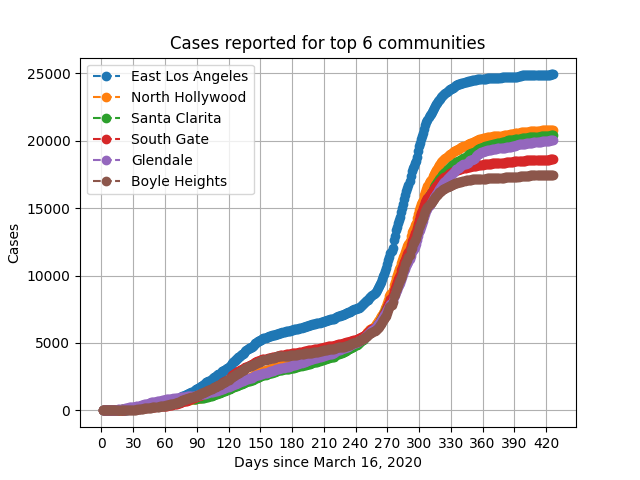 Cases reported for top 6 communities
25000
20000
15000
10000
5000
0
Cases
East Los Angeles
North Hollywood
Santa Clarita
South Gate
Glendale
Boyle Heights
0 30 60 90 120 150 180 210 240 270 300 330 360 390 420
Days since March 16, 2020